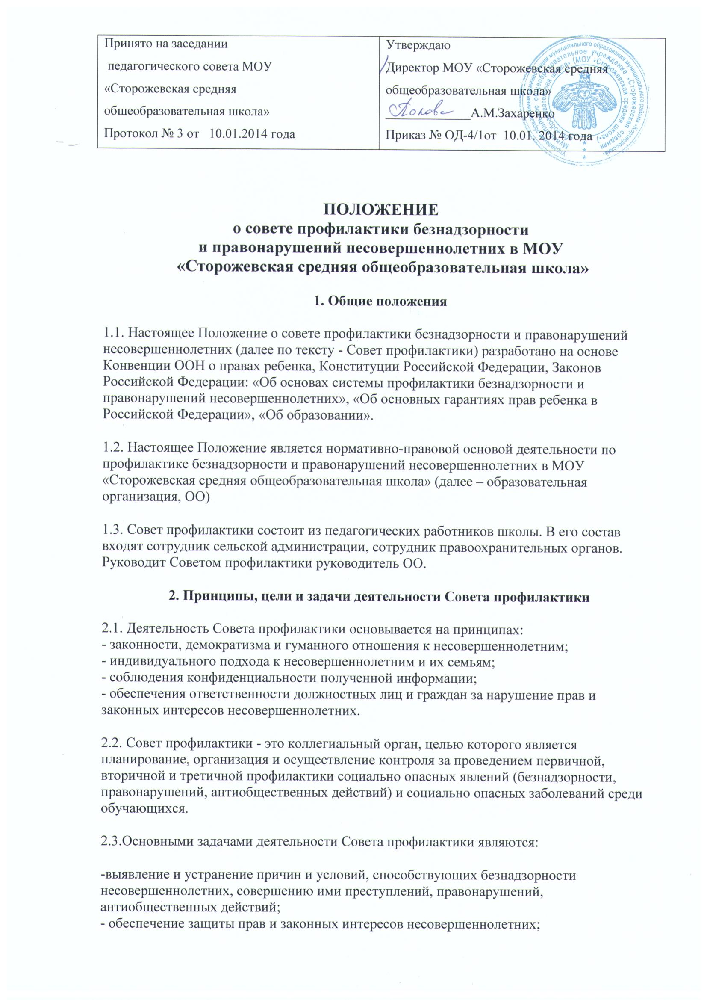 Принято на заседании
педагогического совета МОУ
«Сторожевская средняя
общеобразовательная школа»
Протокол № 3 от 10.01.2014 года
Утверждаю
Директор МОУ «Сторожевская средняя
общеобразовательная школа»
Попова
_____________А.М.Захаренко
Приказ № ОД-4/1от 10.01. 2014 года
ПОЛОЖЕНИЕ
о совете профилактики безнадзорности
и правонарушений несовершеннолетних в МОУ
«Сторожевская средняя общеобразовательная школа»
1. Общие положения
1.1. Настоящее Положение о совете профилактики безнадзорности и правонарушений
несовершеннолетних (далее по тексту - Совет профилактики) разработано на основе
Конвенции ООН о правах ребенка, Конституции Российской Федерации, Законов
Российской Федерации: «Об основах системы профилактики безнадзорности и
правонарушений несовершеннолетних», «Об основных гарантиях прав ребенка в
Российской Федерации», «Об образовании».
1.2. Настоящее Положение является нормативно-правовой основой деятельности по
профилактике безнадзорности и правонарушений несовершеннолетних в МОУ
«Сторожевская средняя общеобразовательная школа» (далее – образовательная
организация, ОО)
1.3. Совет профилактики состоит из педагогических работников школы. В его состав
входят сотрудник сельской администрации, сотрудник правоохранительных органов.
Руководит Советом профилактики руководитель ОО.
2. Принципы, цели и задачи деятельности Совета профилактики
2.1. Деятельность Совета профилактики основывается на принципах:
- законности, демократизма и гуманного отношения к несовершеннолетним;
- индивидуального подхода к несовершеннолетним и их семьям;
- соблюдения конфиденциальности полученной информации;
- обеспечения ответственности должностных лиц и граждан за нарушение прав и
законных интересов несовершеннолетних.
2.2. Совет профилактики - это коллегиальный орган, целью которого является
планирование, организация и осуществление контроля за проведением первичной,
вторичной и третичной профилактики социально опасных явлений (безнадзорности,
правонарушений, антиобщественных действий) и социально опасных заболеваний среди
обучающихся.
2.3.Основными задачами деятельности Совета профилактики являются:
-выявление и устранение причин и условий, способствующих безнадзорности
несовершеннолетних, совершению ими преступлений, правонарушений,
антиобщественных действий;
- обеспечение защиты прав и законных интересов несовершеннолетних;